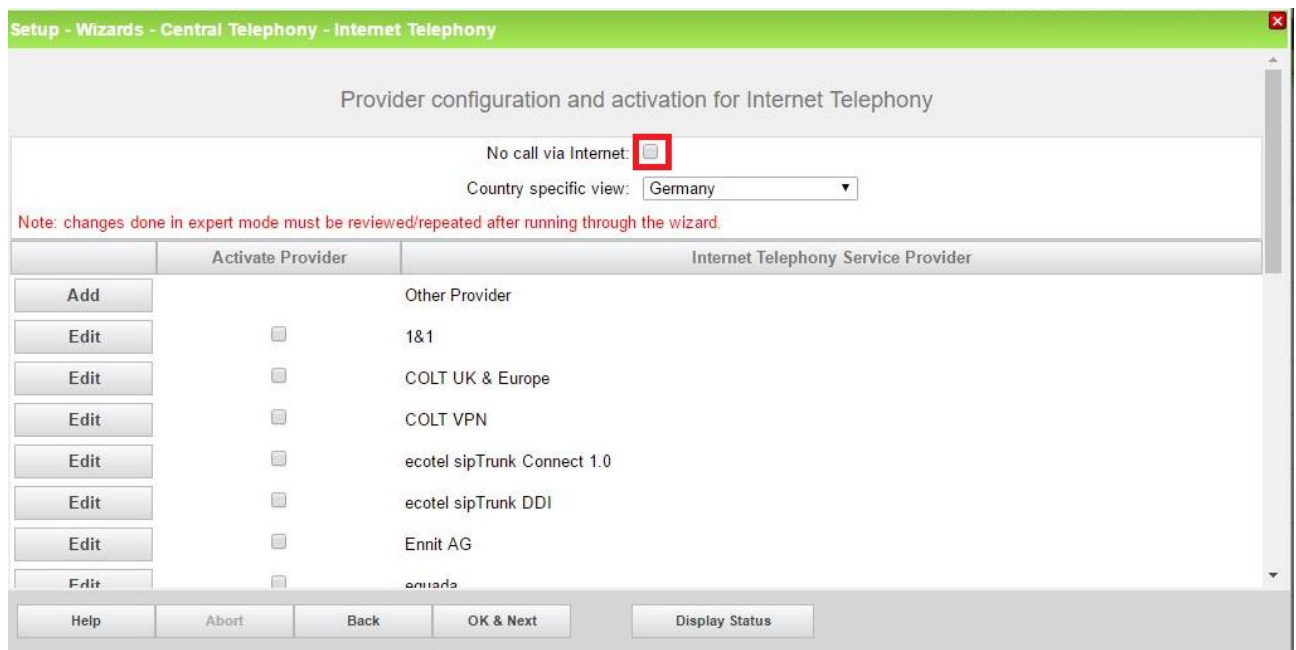 Setup - Wizards - Central Telephony - Internet Telephony
Provider configuration and activation for Internet Telephony
No call via Internet:
Country specific view: Germany
Note: changes done in expert mode must be reviewed/repeated after running through the wizard.
Activate Provider Internet Telephony Service Provider
Add Other Provider
Edit 1&1
Edit COLT UK & Europe
Edit COLT VPN
Edit ecotel sipTrunk Connect 1.0
Edit ecotel sipTrunk DDI
Edit Ennit AG
Edit equada
Help Abort Back OK & Next Display Status